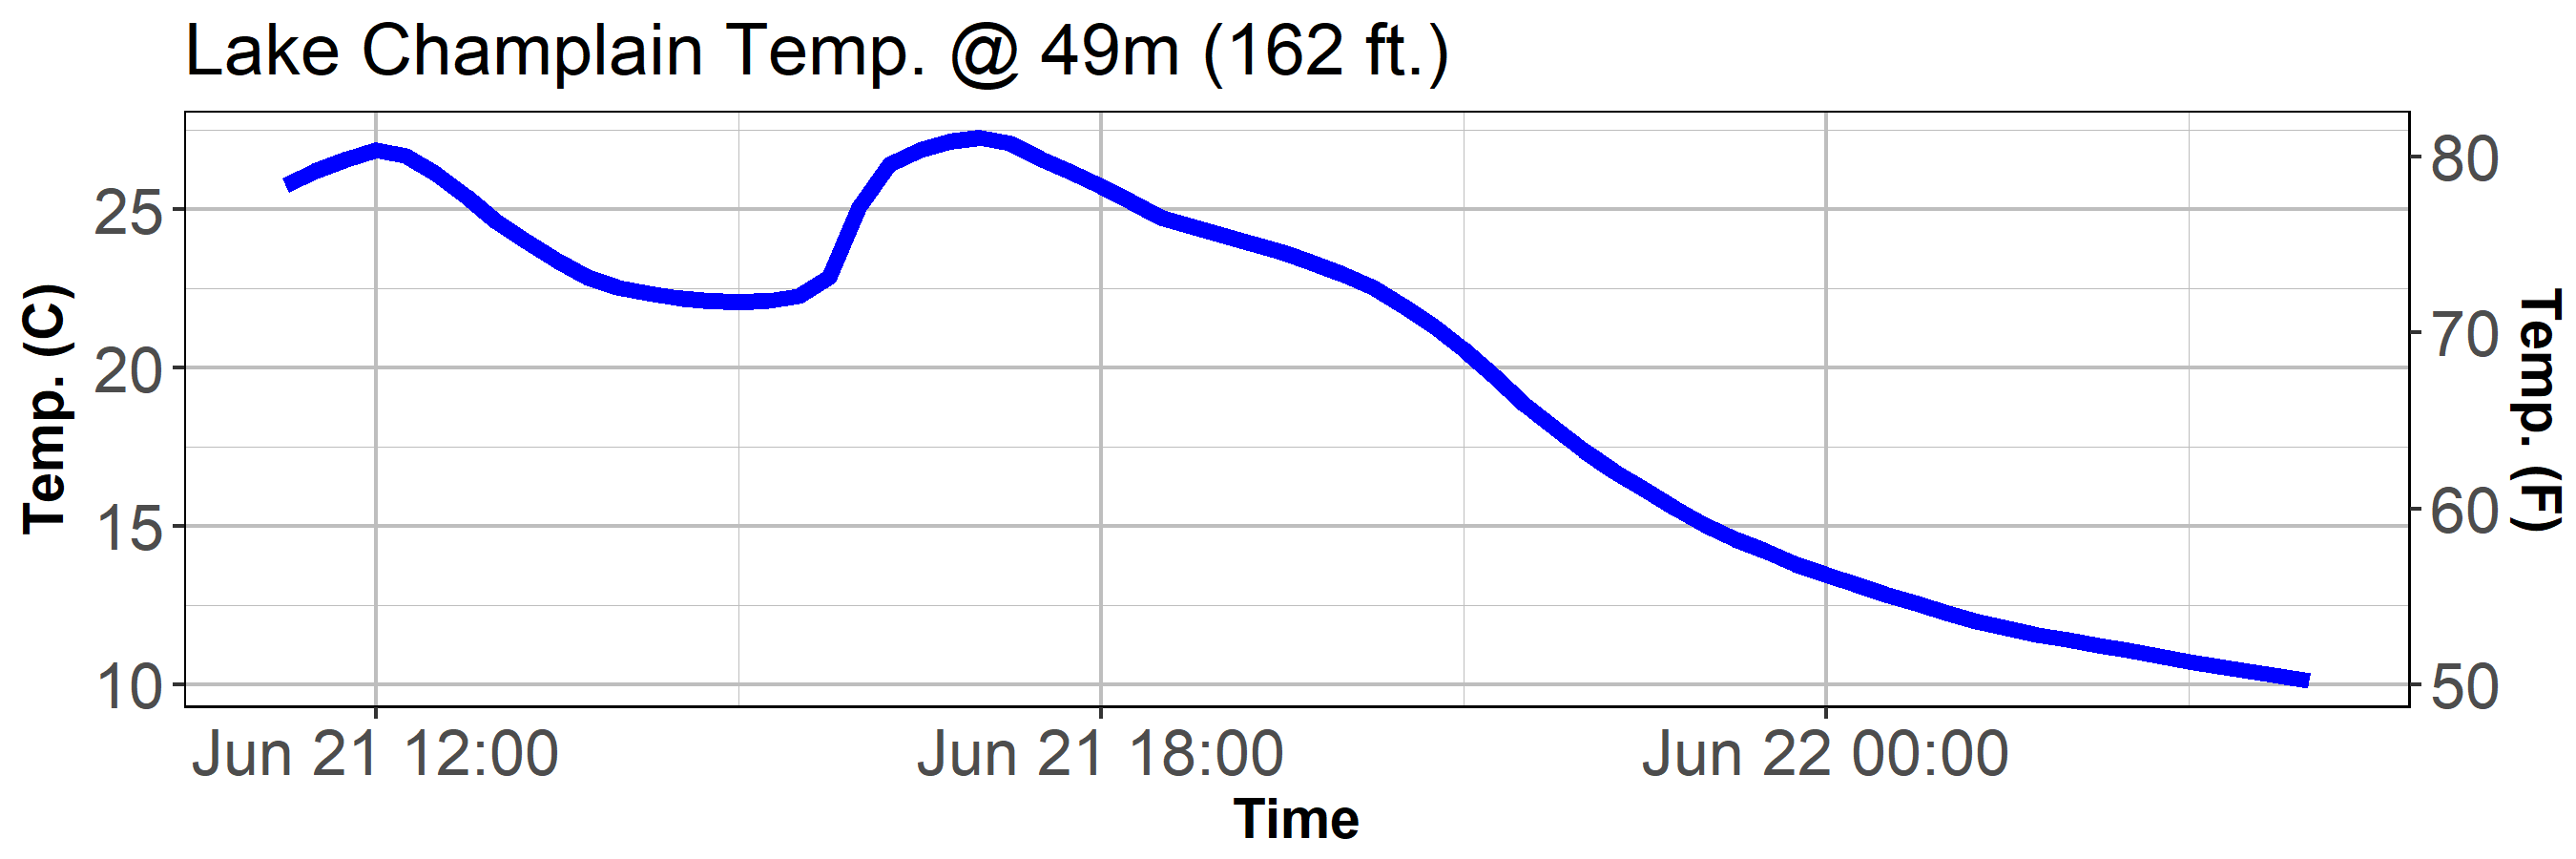 Lake Champlain Temp. @ 49m (162 ft.)
Temp. (C)
25
20
15
10
80
70
60
50
Temp. (F)
Jun 21 12:00
Jun 21 18:00
Jun 22 00:00
Time